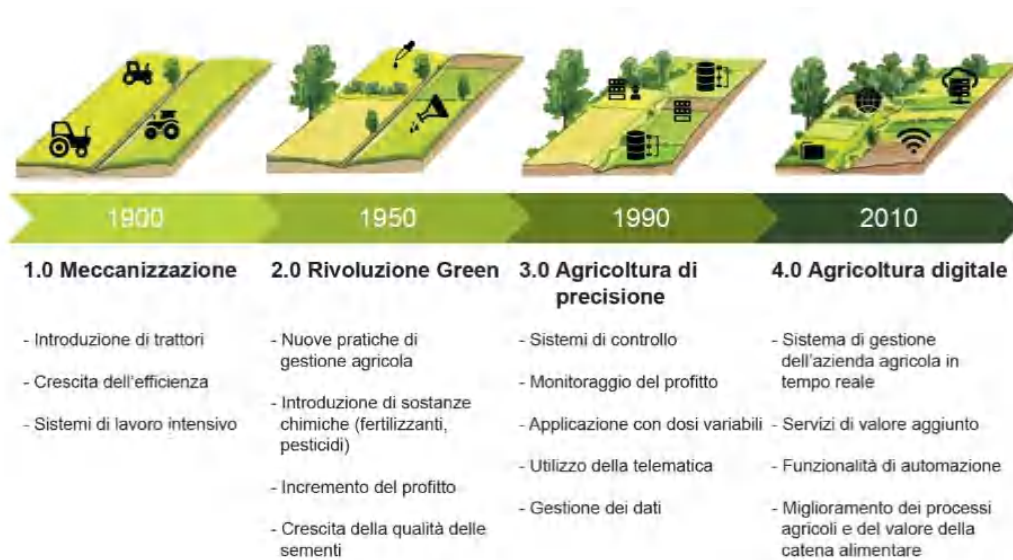 1900
1950
1990
2010
1.0 Meccanizzazione
- Introduzione di trattori
- Crescita dell'efficienza
- Sistemi di lavoro intensivo
2.0 Rivoluzione Green
- Nuove pratiche di
gestione agricola
- Introduzione di sostanze
chimiche (fertilizzanti,
pesticidi)
- Incremento del profitto
- Crescita della qualità delle
sementi
3.0 Agricoltura di
precisione
- Sistemi di controllo
- Monitoraggio del profitto
- Applicazione con dosi variabili
- Utilizzo della telematica
- Gestione dei dati
4.0 Agricoltura digitale
- Sistema di gestione
dell'azienda agricola in
tempo reale
- Servizi di valore aggiunto
- Funzionalità di automazione
- Miglioramento dei processi
agricoli e del valore della
catena alimentare